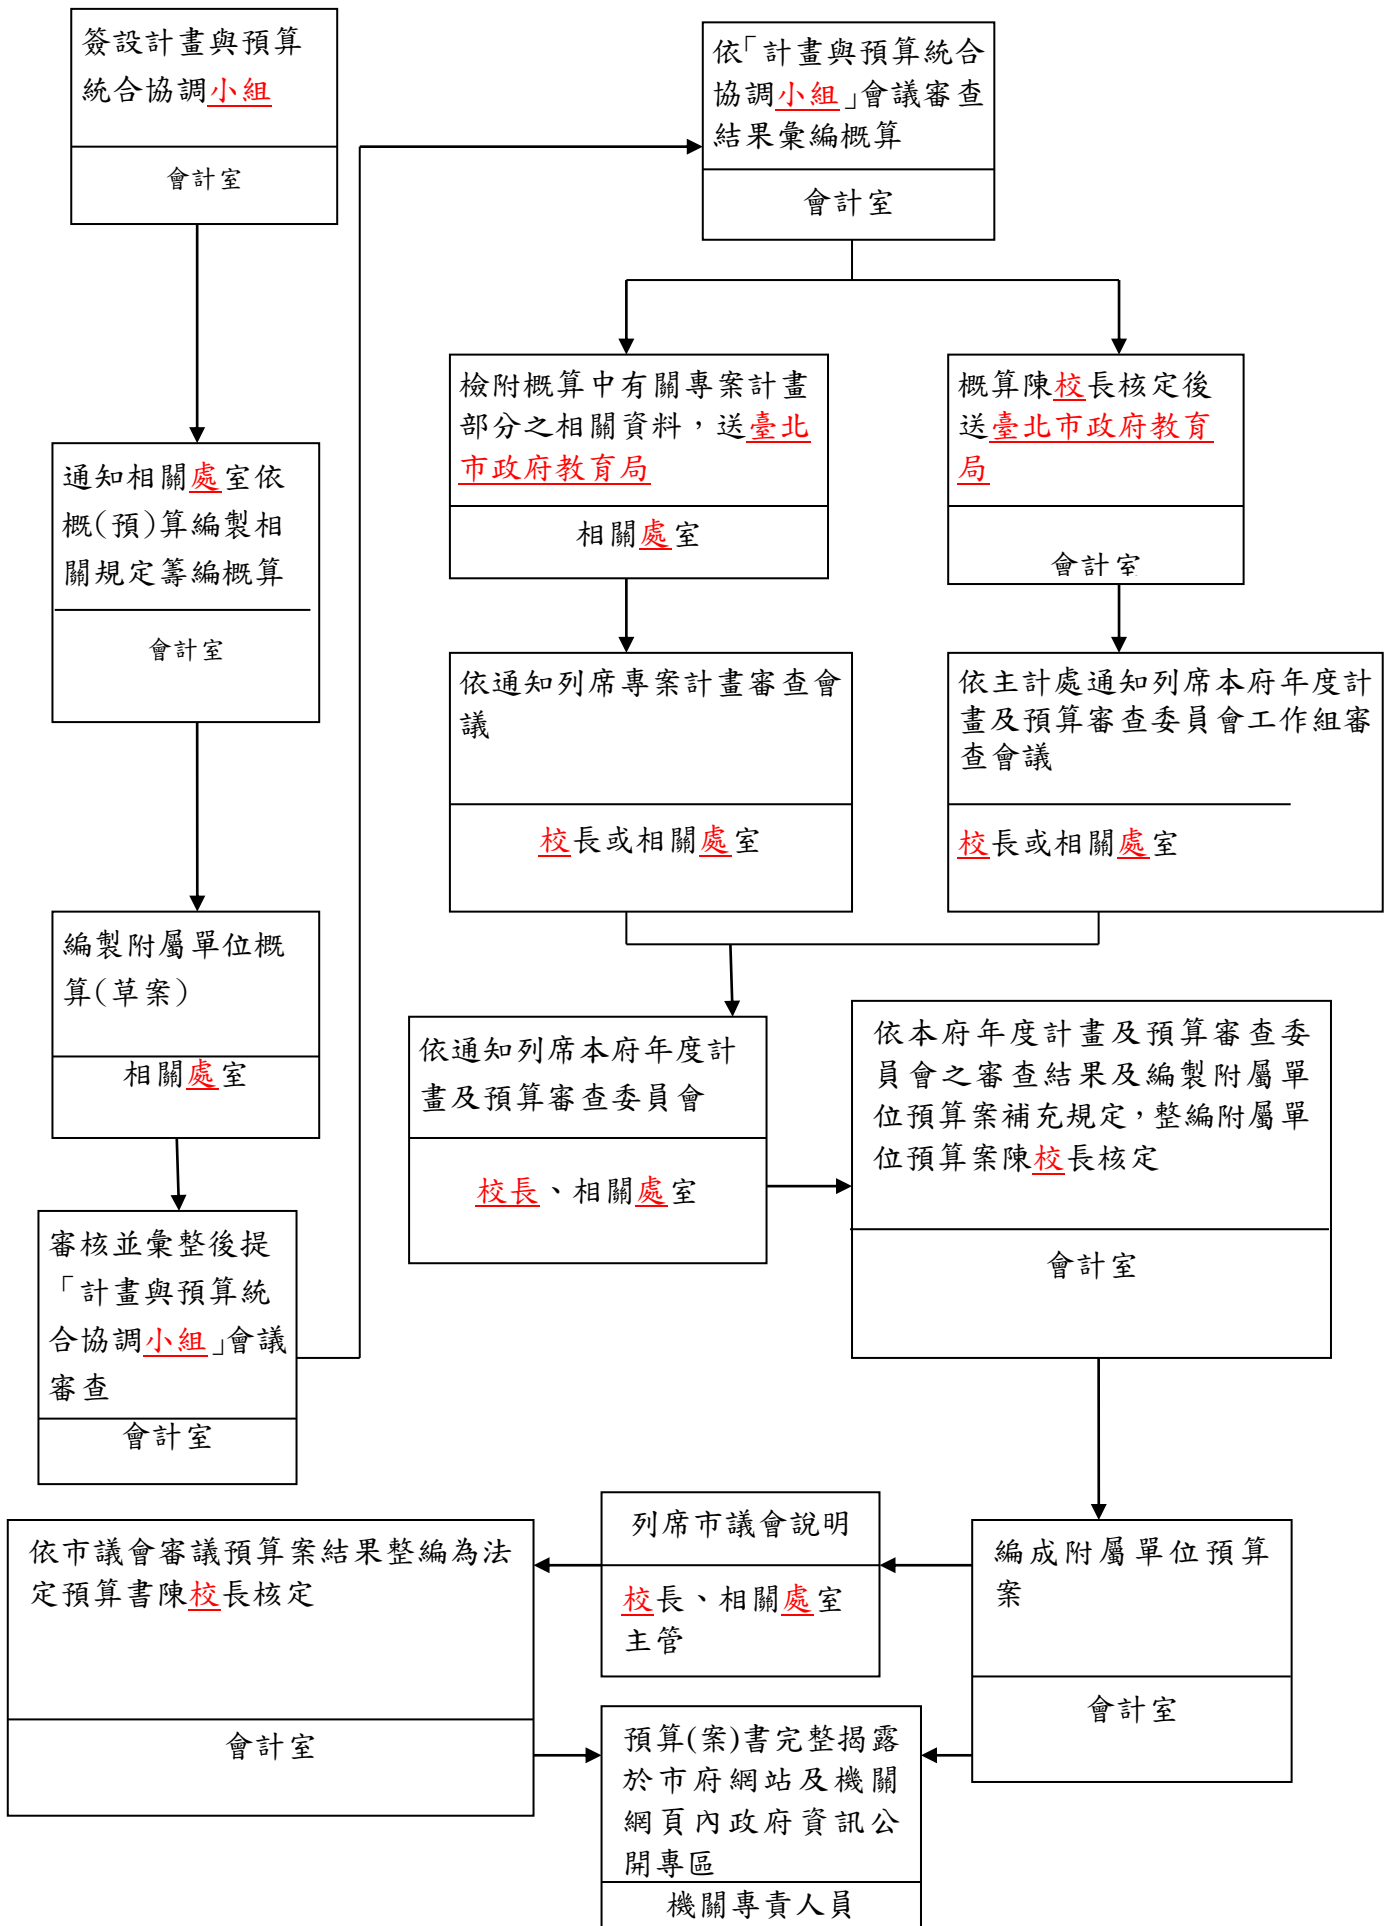 簽設計畫與預算
統合協調小組
會計室
通知相關處室依
概(預)算編製相
關規定籌編概算
會計室
編製附屬單位概
算(草案)
相關處室
審核並彙整後提
「計畫與預算統
合協調小組」會議
審查
會計室
依「計畫與預算統合
協調小組」會議審查
結果彙編概算
會計室
檢附概算中有關專案計畫
部分之相關資料，送臺北
市政府教育局
相關處室
概算陳校長核定後
送臺北市政府教育
局
會計室
依通知列席專案計畫審查會
議
校長或相關處室
依主計處通知列席本府年度計
畫及預算審查委員會工作組審
查會議
校長或相關處室
依通知列席本府年度計
畫及預算審查委員會
校長、相關處室
依本府年度計畫及預算審查委
員會之審查結果及編製附屬單
位預算案補充規定，整編附屬單
位預算案陳校長核定
會計室
編成附屬單位預算
案
會計室
列席市議會說明
校長、相關處室
主管
依市議會審議預算案結果整編為法
定預算書陳校長核定
會計室
預算(案)書完整揭露
於市府網站及機關
網頁內政府資訊公
開專區
機關專責人員